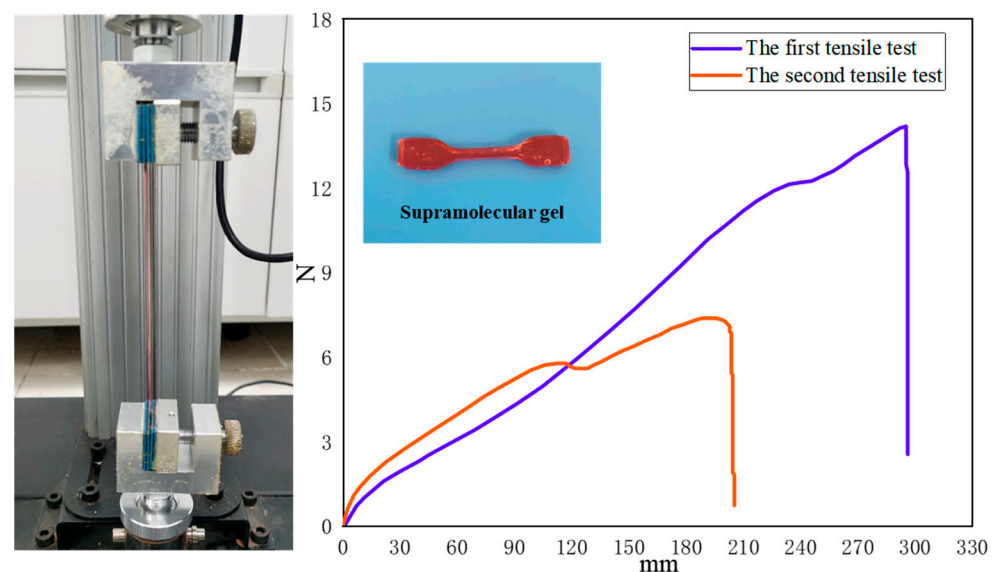 18
15
12
9
6
3
0
N
The first tensile test
The second tensile test
Supramolecular gel
0 30 60 90 120 150 180 210 240 270 300 330
mm